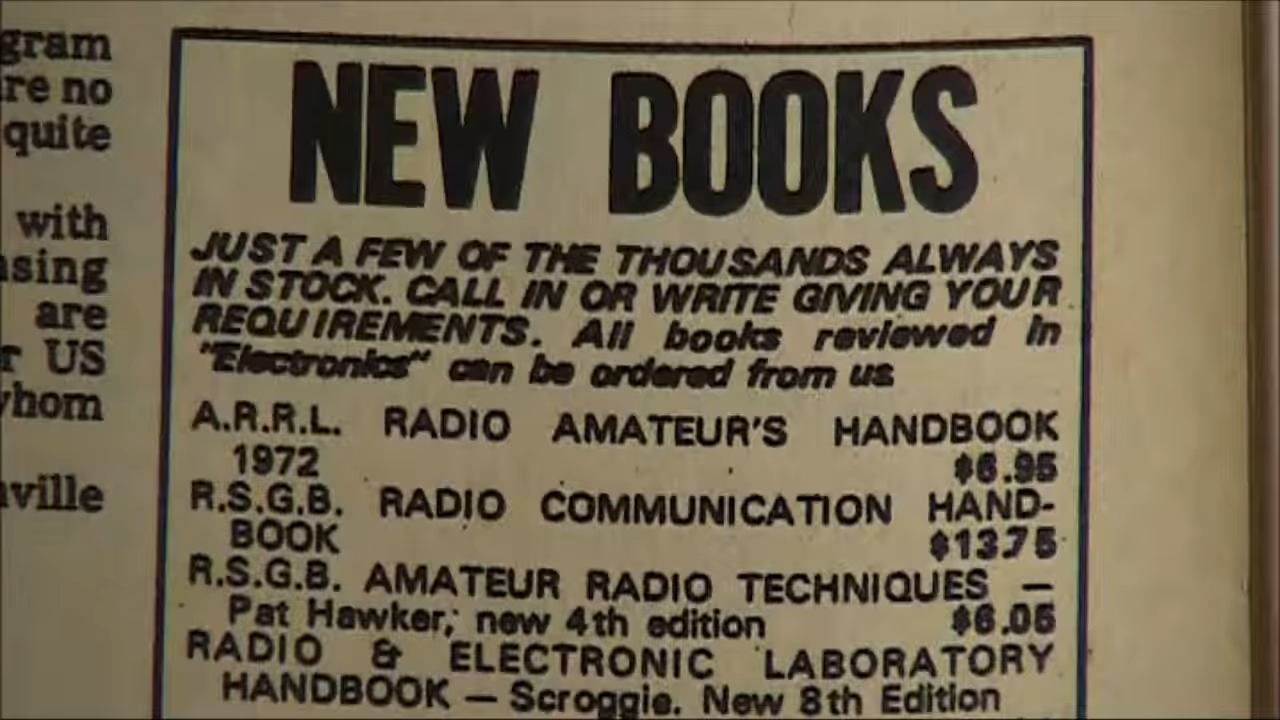 gram
re no
quite
with
sing
are
r US
whom
ville
NEW BOOKS
JUST A FEW OF THE THOUSANDS ALWAYS
IN STOCK. CALL IN OR WRITE GIVING YOUR
REQUIREMENTS. All books reviewed in
"Electronics" can be ordered from us
A.R.R.L. RADIO AMATEUR'S HANDBOOK
1972 $6.95
R.S.G.B. RADIO COMMUNICATION HAND-
BOOK $13.75
R.S.G.B. AMATEUR RADIO TECHNIQUES —
Pat Hawker; new 4th edition $6.05
RADIO & ELECTRONIC LABORATORY
HANDBOOK — Scroggie. New 8th Edition